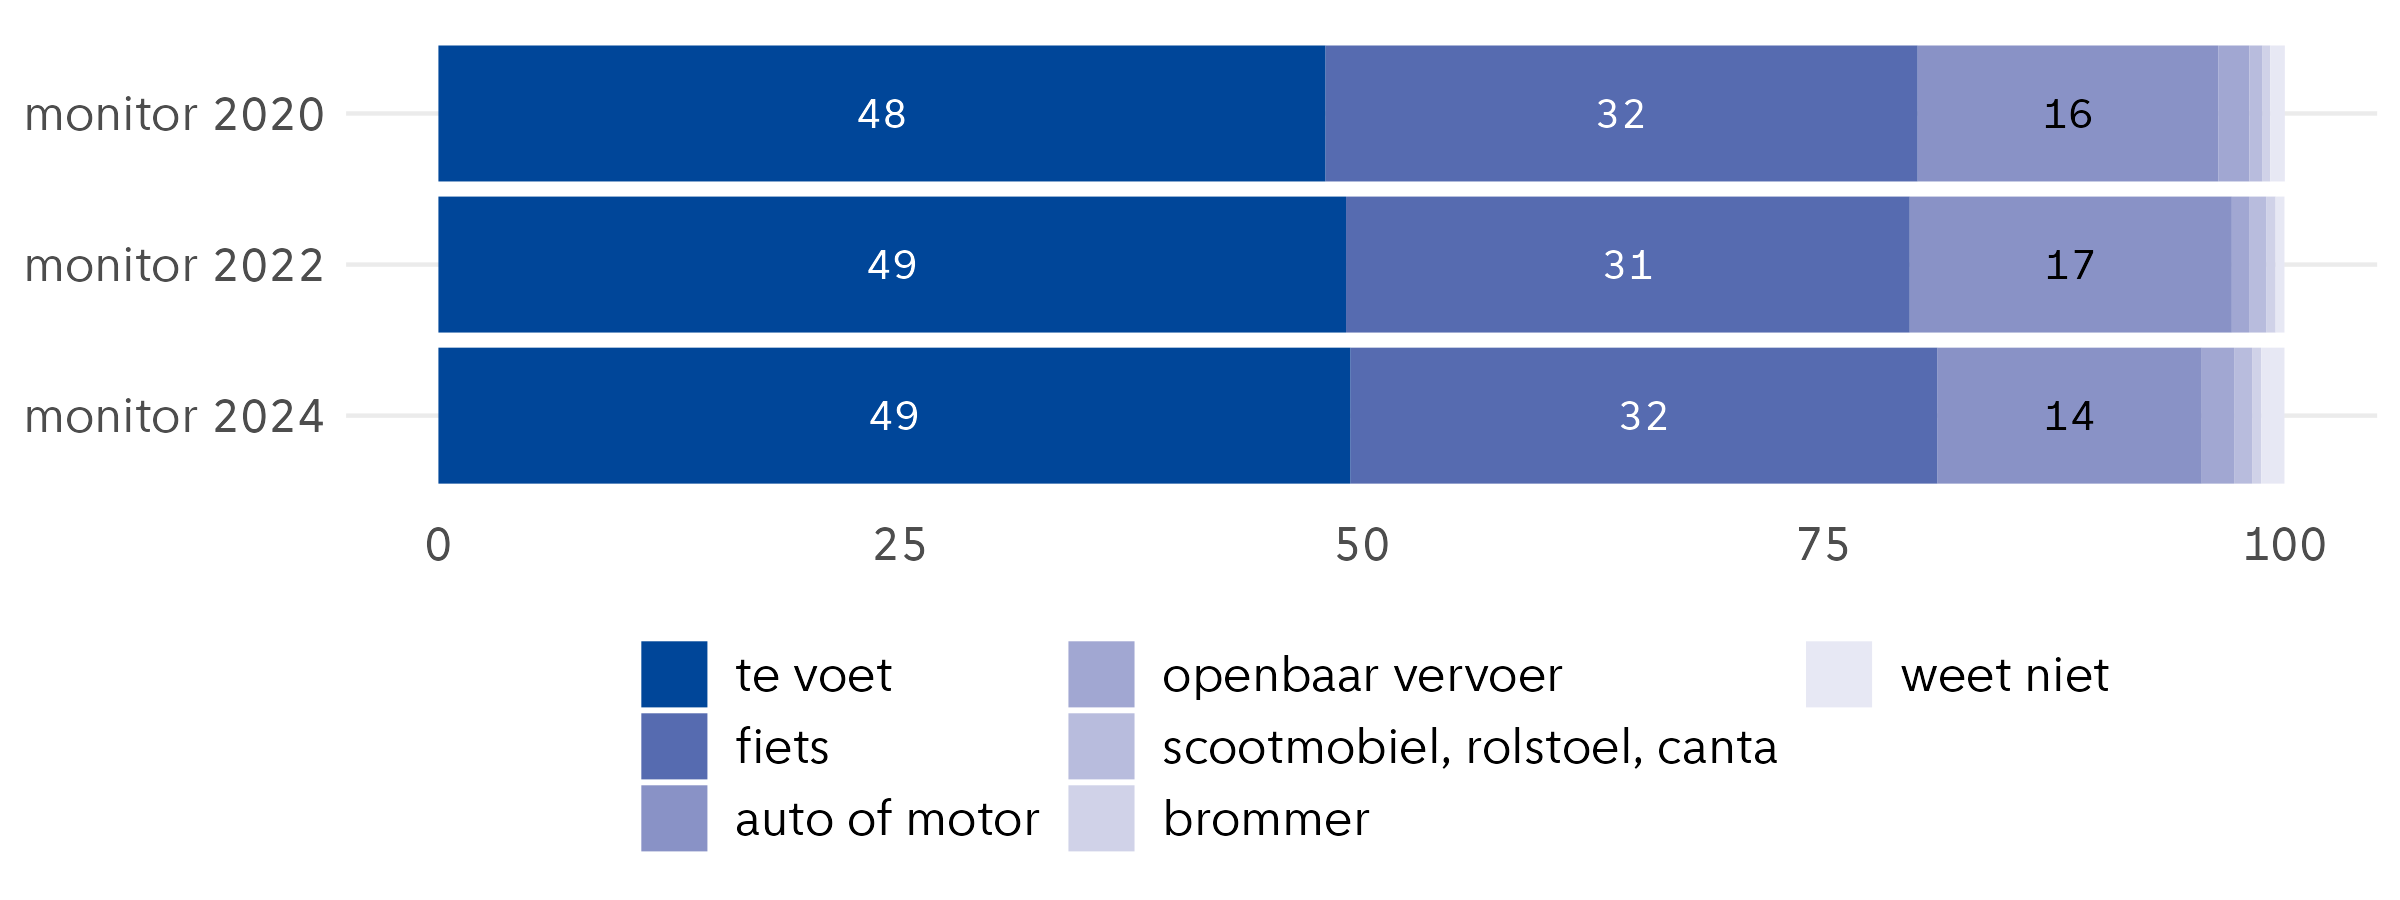 monitor 2020 48 32 16
monitor 2022 49 31 17
monitor 2024 49 32 14
0 25 50 75 100
te voet openbaar vervoer weet niet
fiets scootmobiel, rolstoel, canta
auto of motor brommer